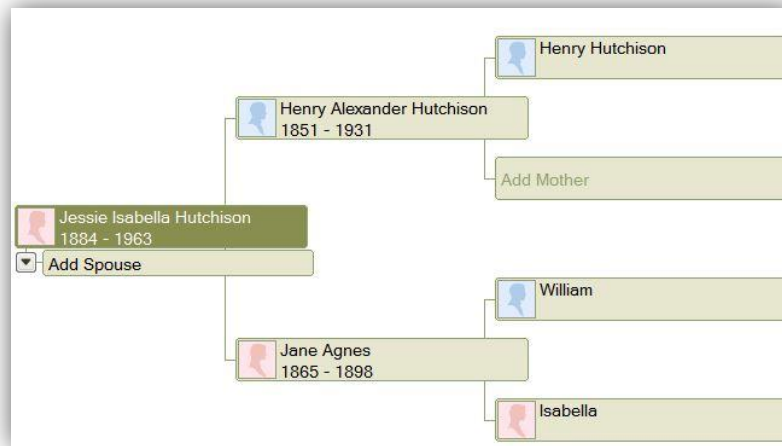 Henry Hutchison
Henry Alexander Hutchison
1851 - 1931
Add Mother
Jessie Isabella Hutchison
1884 - 1963
Add Spouse
William
Jane Agnes
1865 - 1898
Isabella